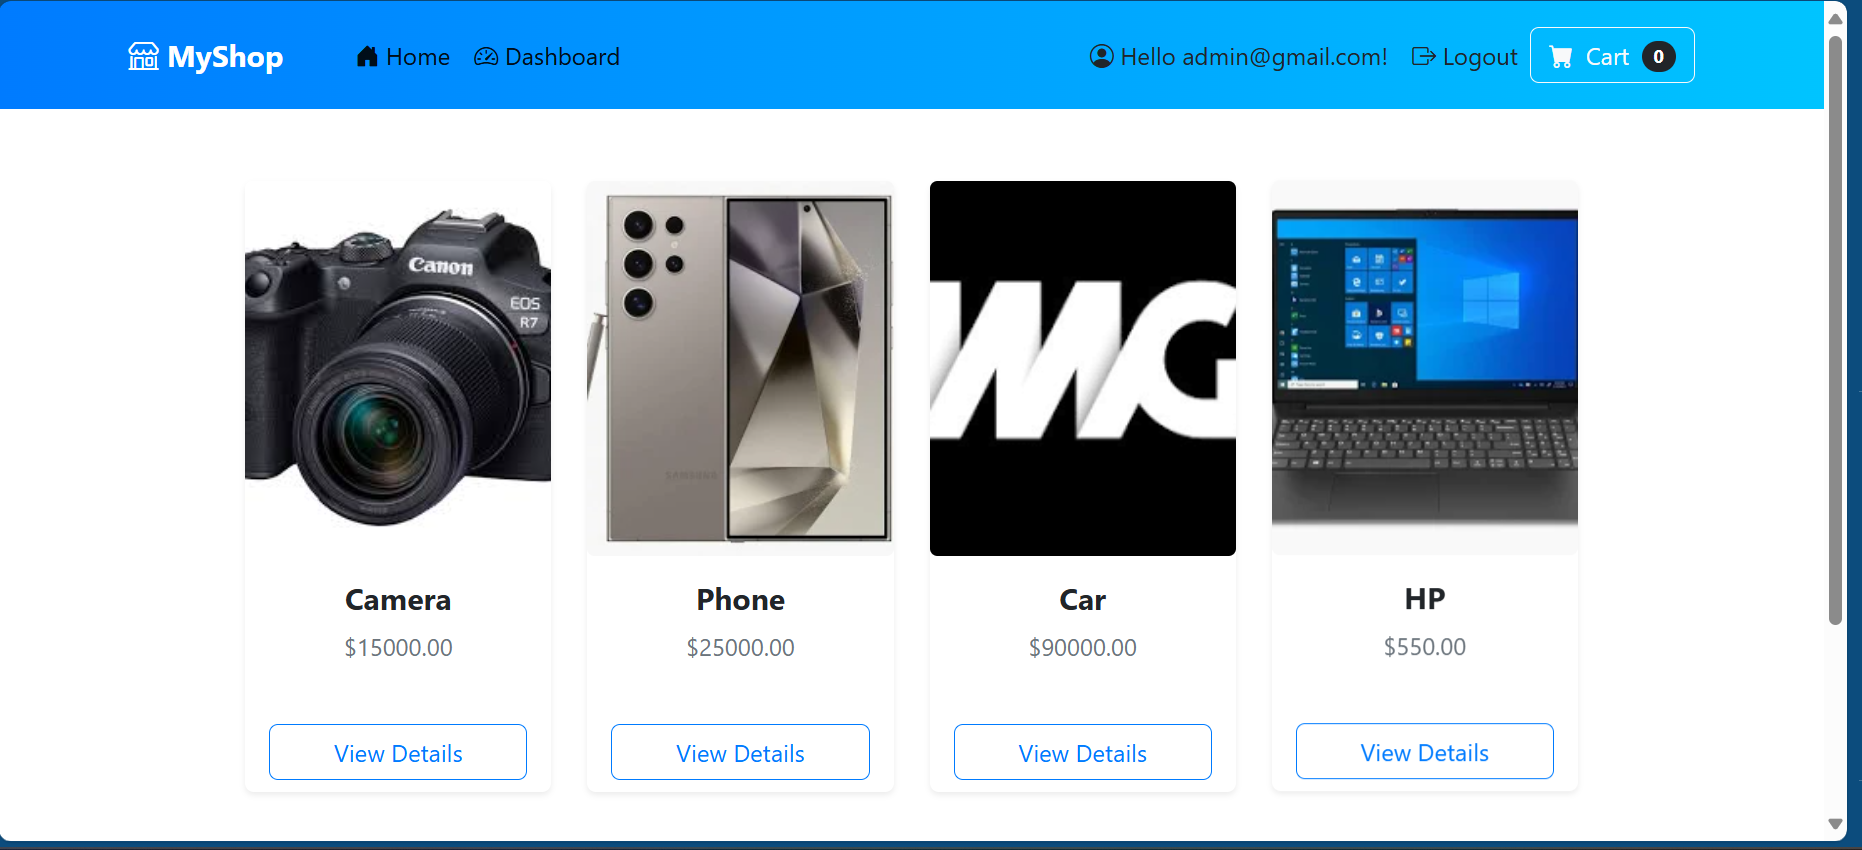 MyShop Home Dashboard Hello admin@gmail.com! Logout Cart 0
Canon
EOS
R7
SAMSUNG
MG
Camera Phone Car HP
$15000.00 $25000.00 $90000.00 $550.00
View Details View Details View Details View Details